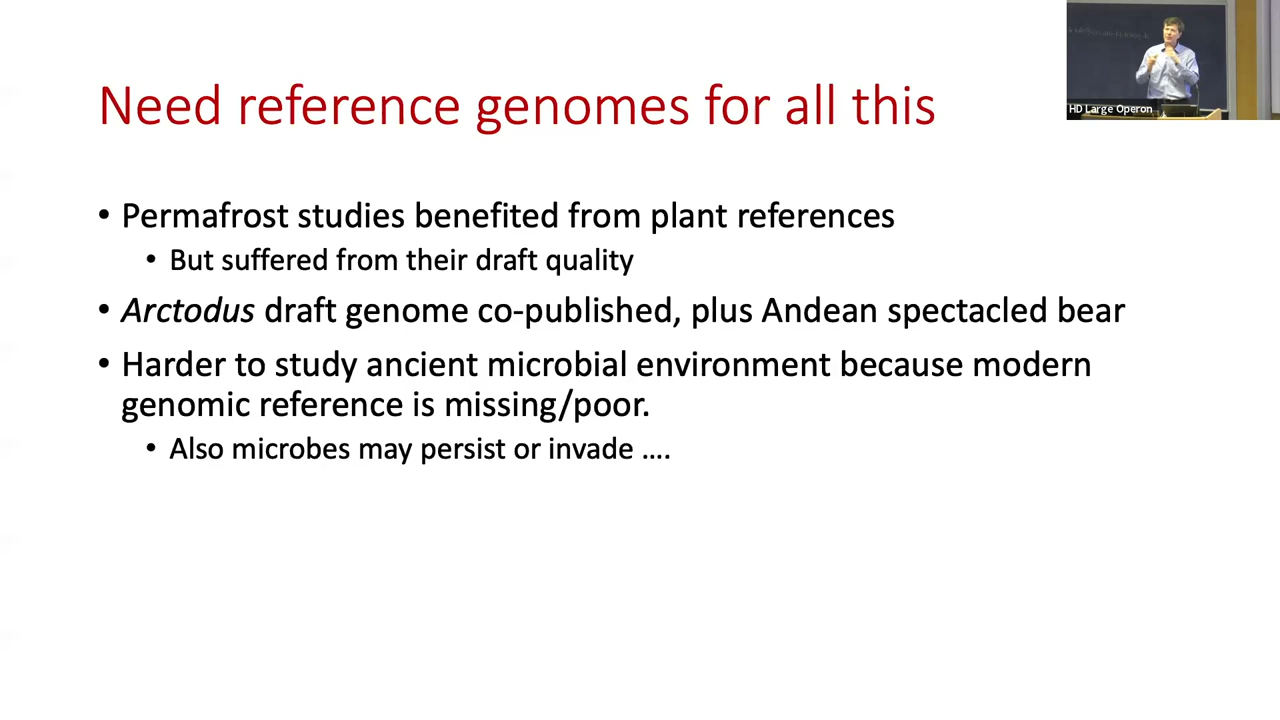 HD Large Operon
Need reference genomes for all this
• Permafrost studies benefited from plant references
• But suffered from their draft quality
• Arctodus draft genome co-published, plus Andean spectacled bear
• Harder to study ancient microbial environment because modern
genomic reference is missing/poor.
• Also microbes may persist or invade ....